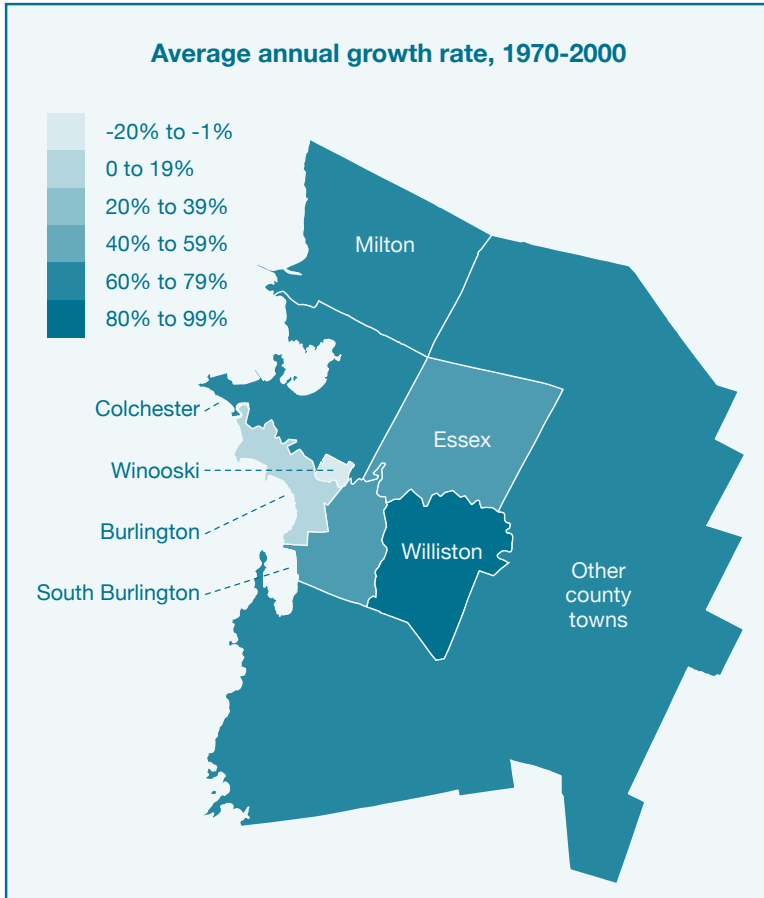 Average annual growth rate, 1970-2000
-20% to -1%
0 to 19%
20% to 39%
40% to 59%
60% to 79%
80% to 99%
Milton
Colchester
Essex
Winooski
Burlington
Williston
South Burlington
Other
county
towns